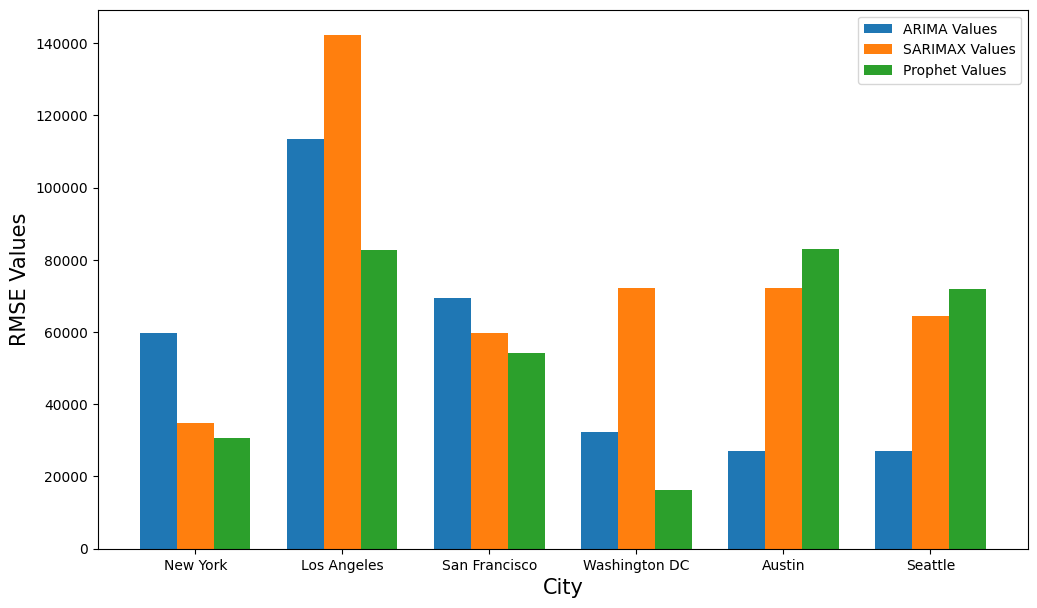 ARIMA Values
SARIMAX Values
Prophet Values
RMSE Values
140000
120000
100000
80000
60000
40000
20000
0
New York
Los Angeles
San Francisco
Washington DC
Austin
Seattle
City